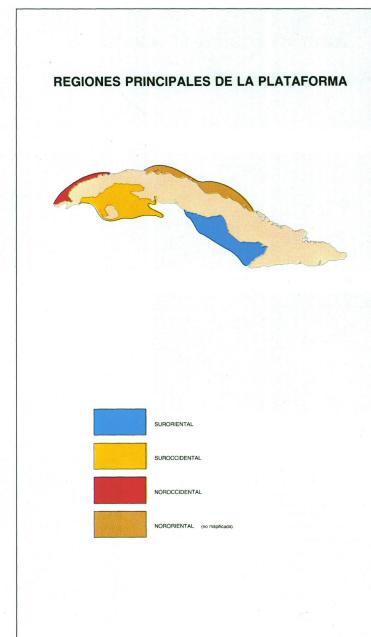 REGIONES PRINCIPALES DE LA PLATAFORMA
SURORIENTAL
SUROCCIDENTAL
NOROCCIDENTAL
NORORIENTAL (no mapificada)